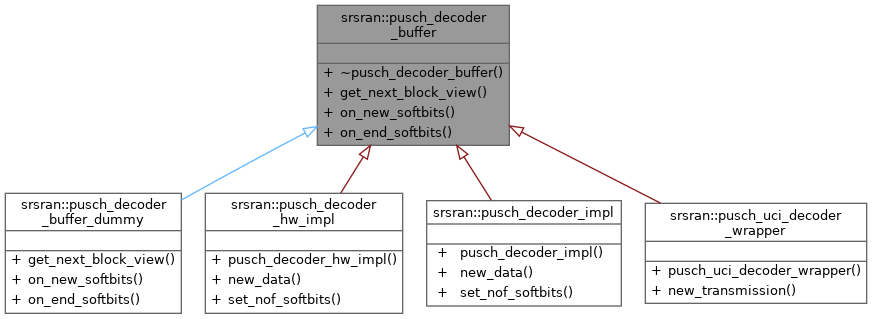 srsran::pusch_decoder
_buffer
+ ~pusch_decoder_buffer()
+ get_next_block_view()
+ on_new_softbits()
+ on_end_softbits()
srsran::pusch_decoder
_buffer_dummy
+ get_next_block_view()
+ on_new_softbits()
+ on_end_softbits()
srsran::pusch_decoder
_hw_impl
+ pusch_decoder_hw_impl()
+ new_data()
+ set_nof_softbits()
srsran::pusch_decoder_impl
+ pusch_decoder_impl()
+ new_data()
+ set_nof_softbits()
srsran::pusch_uci_decoder
_wrapper
+ pusch_uci_decoder_wrapper()
+ new_transmission()